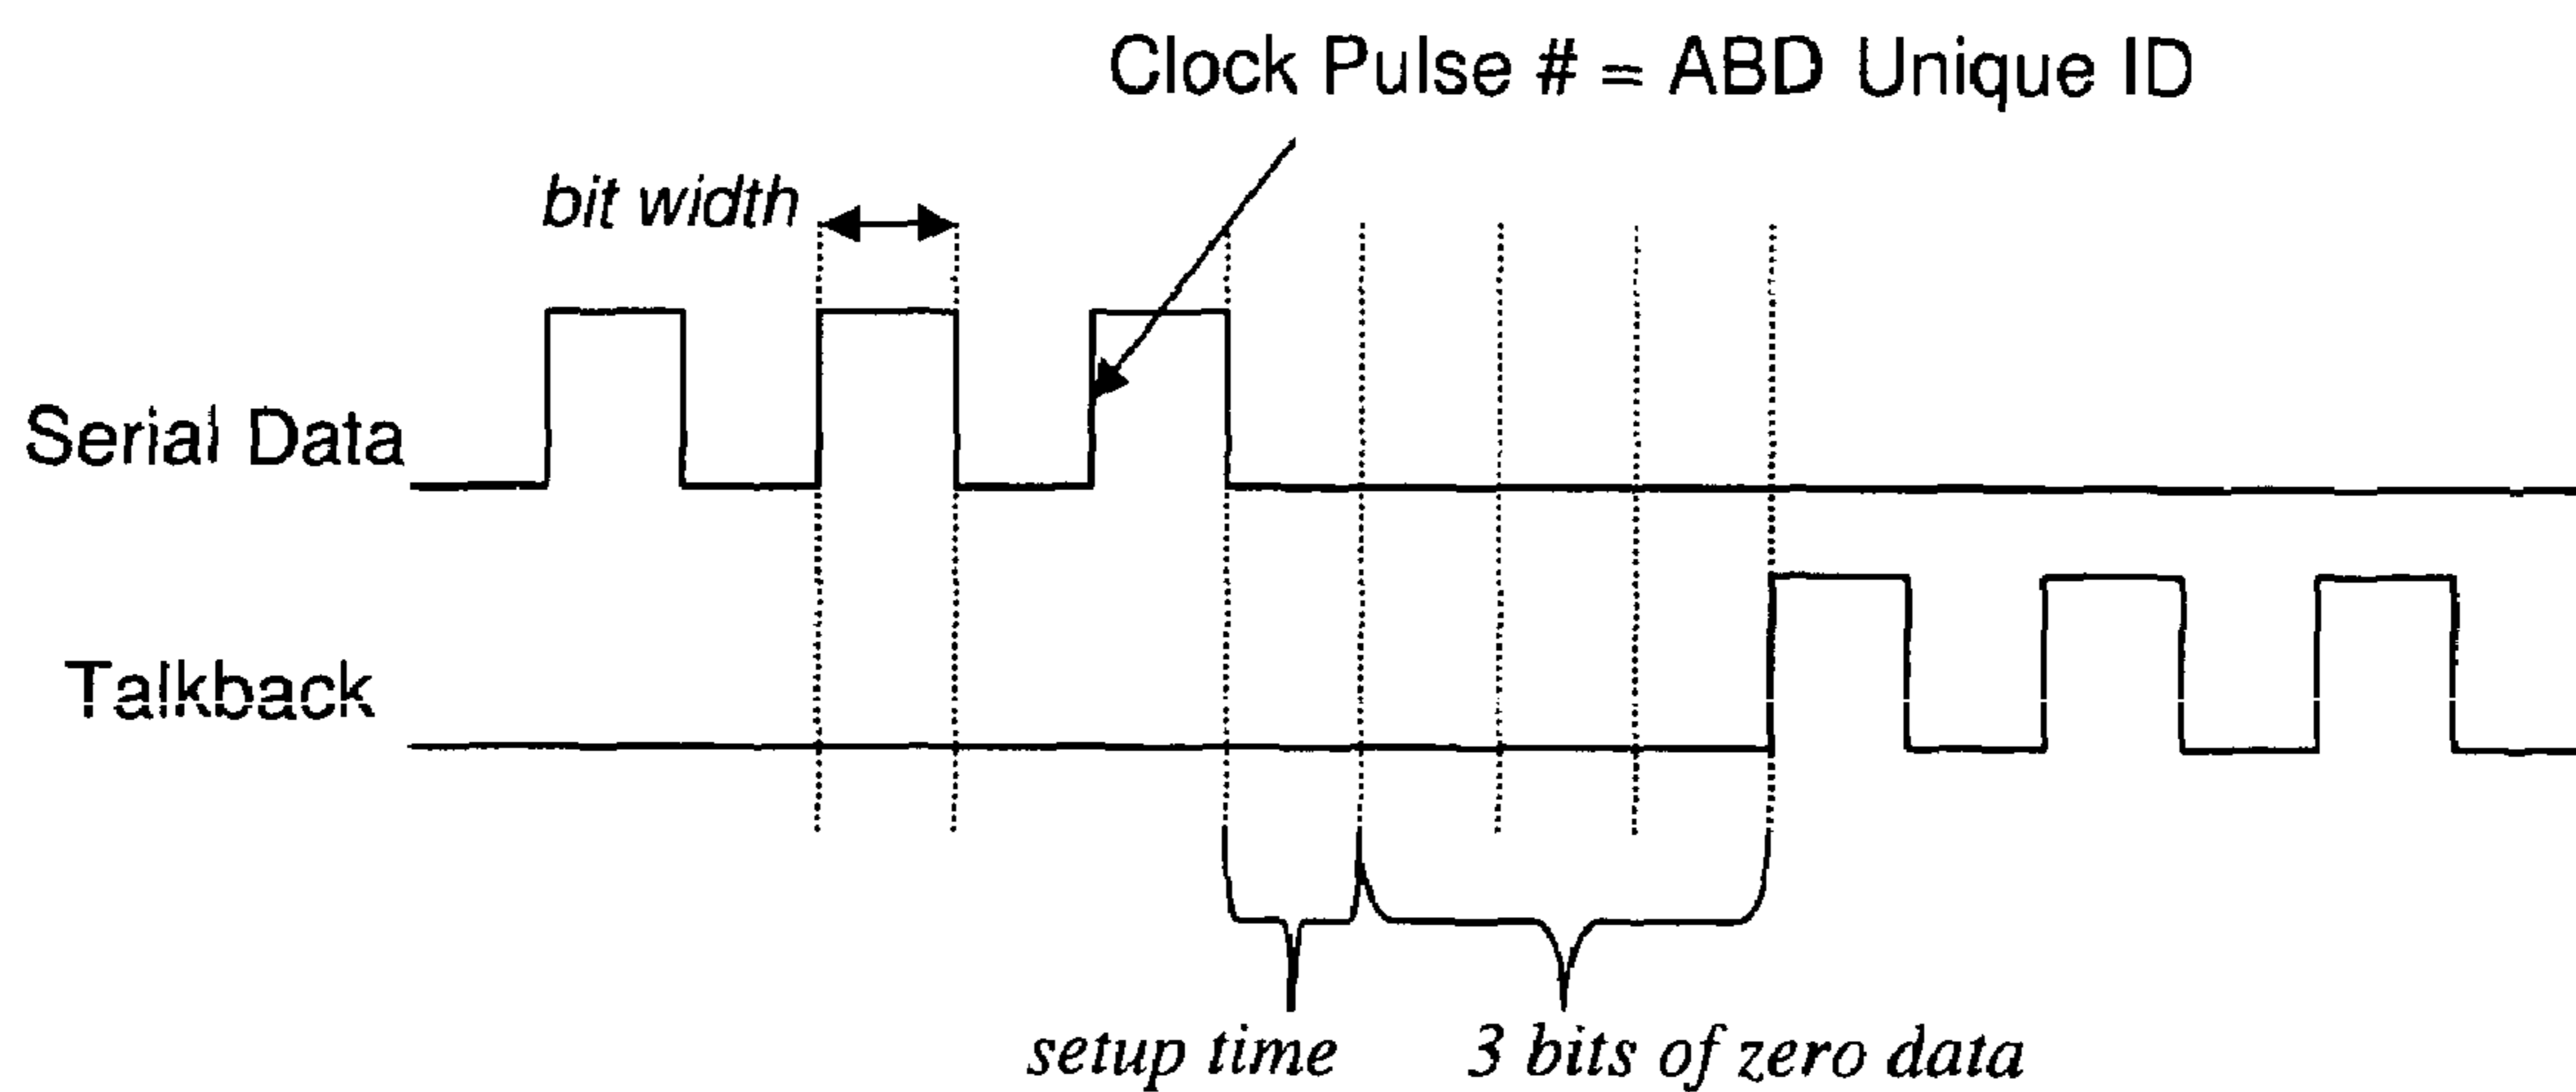 Clock Pulse # = ABD Unique ID
bit width
Serial Data
Talkback
setup time
3 bits of zero data